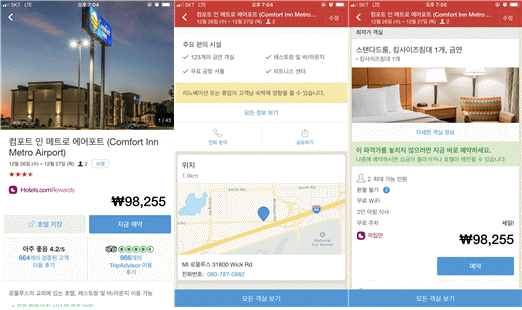 SKT LTE 오후 7:04
1 / 43
컴포트 인 메트로 에어포트 (Comfort Inn
Metro Airport)
12월 26일 (수) ~ 12월 27일 (목) 2 수정
Hotels.com Rewards
₩98,255
호텔 저장
지금 예약
아주 좋음 4.2/5
664개의 검증된 고객
이용 후기
986개의
TripAdvisor 이용
후기
로뮬루스의 교외에 있는 호텔, 레스토랑 및 바/라운지 이용 가능
SKT LTE 오후 7:04
컴포트 인 메트로 에어포트 (Comfort Inn Metro...
12월 26일 (수) ~ 12월 27일 (목) 2
수정
주요 편의 시설
123개의 금연 객실
레스토랑 및 바/라운지
무료 공항 셔틀
피트니스 센터
리노베이션 또는 휴업이 고객님 숙박에 영향을 줄 수 있습니다.
모든 정보 보기
전화 문의
공유하기
위치
1.9km
National
Car Rental
MI 로뮬루스 31800 Wick Rd
전화번호: 080-787-0882
모든 객실 보기
SKT LTE 오후 7:05
컴포트 인 메트로 에어포트 (Comfort Inn Metro...
12월 26일 (수) ~ 12월 27일 (목) 2
수정
최저가 객실
스탠다드룸, 킹사이즈침대 1개, 금연
• 킹사이즈침대 1개
자세한 객실 정보
이 특가를 놓치지 않으려면 지금 바로 예약하세요.
나중에 예약하시면 요금이 올라가거나 호텔이 매진될 수 있습니다.
2 최대 가능 인원
환불 불가
무료 WiFi
2인 아침 식사
무료 주차
세일!
적립만
₩98,255
예약
모든 객실 보기